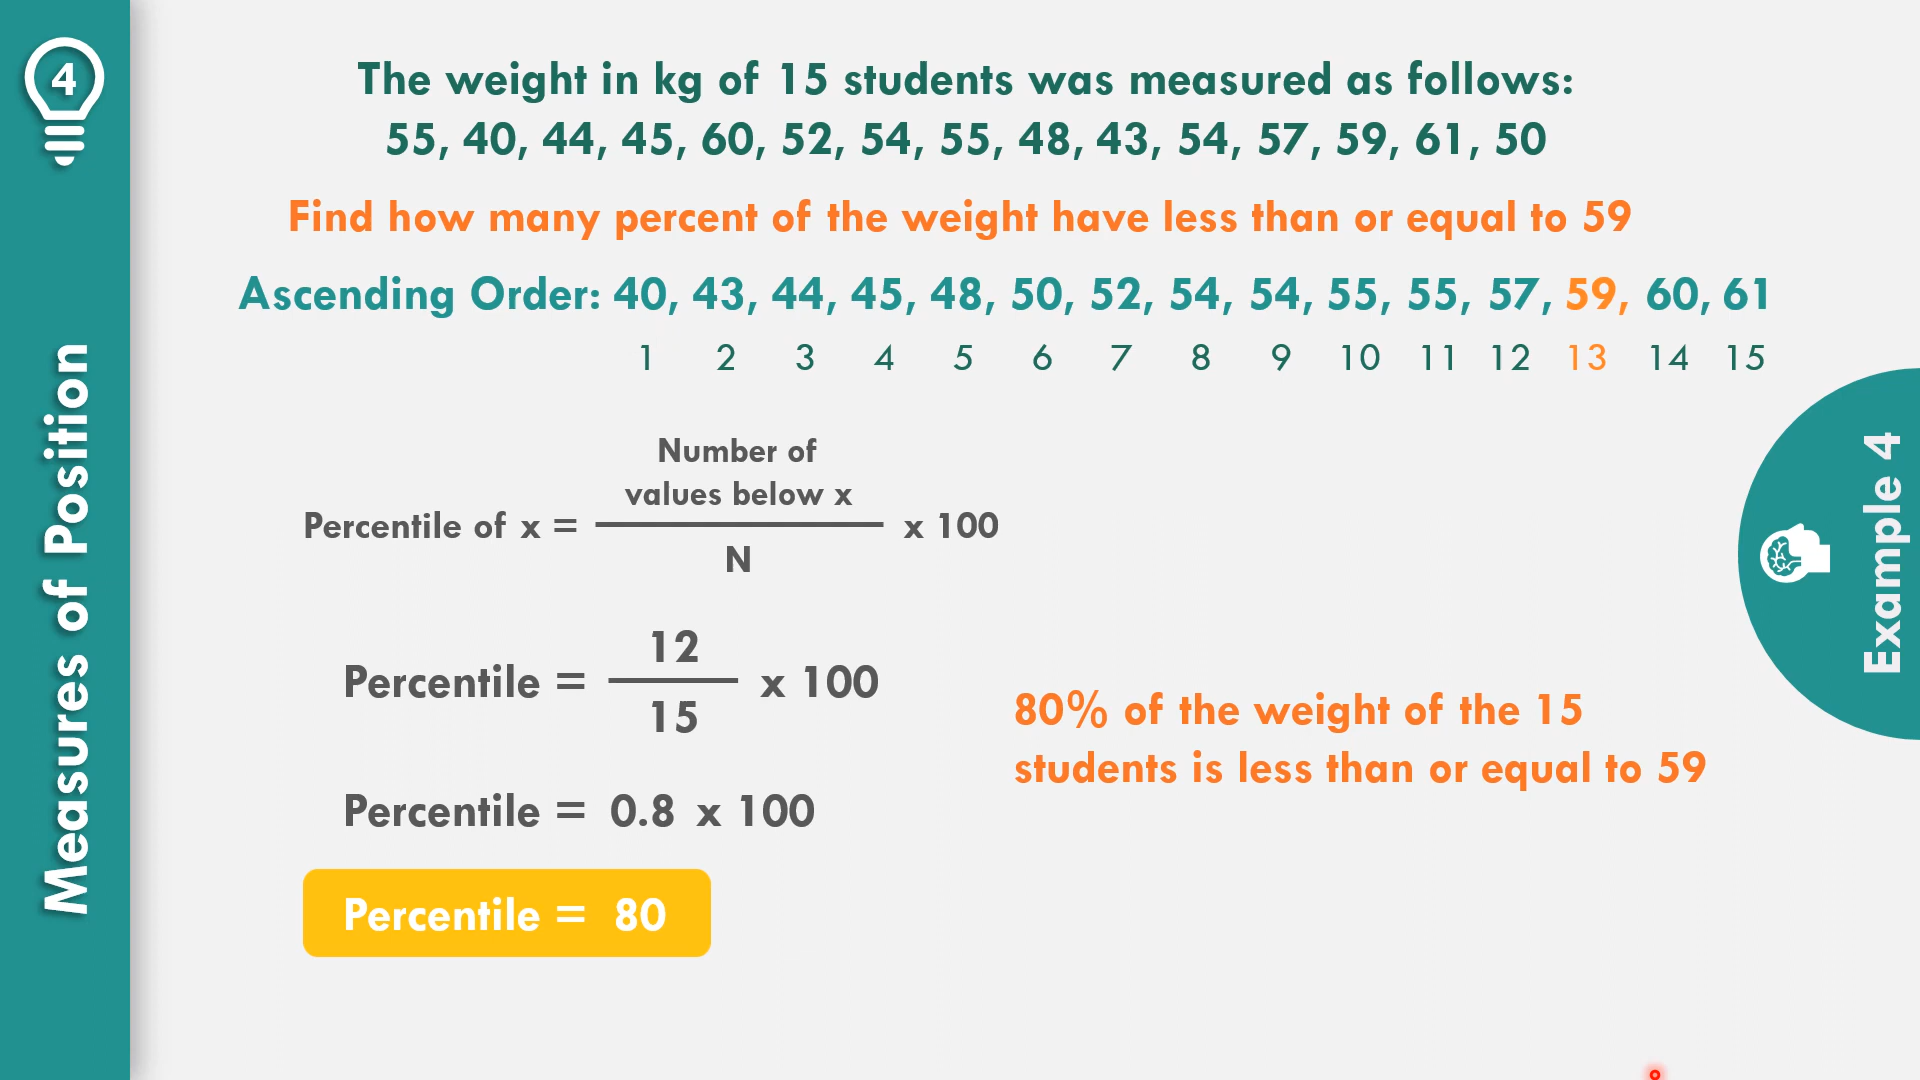 4
Measures of Position
The weight in kg of 15 students was measured as follows:
55, 40, 44, 45, 60, 52, 54, 55, 48, 43, 54, 57, 59, 61, 50
Find how many percent of the weight have less than or equal to 59
Ascending Order: 40, 43, 44, 45, 48, 50, 52, 54, 54, 55, 55, 57, 59, 60, 61
1 2 3 4 5 6 7 8 9 10 11 12 13 14 15
Number of
values below x
Percentile of x = x 100
N
12
Percentile = x 100
15
Percentile = 0.8 x 100
Percentile = 80
80% of the weight of the 15
students is less than or equal to 59
Example 4